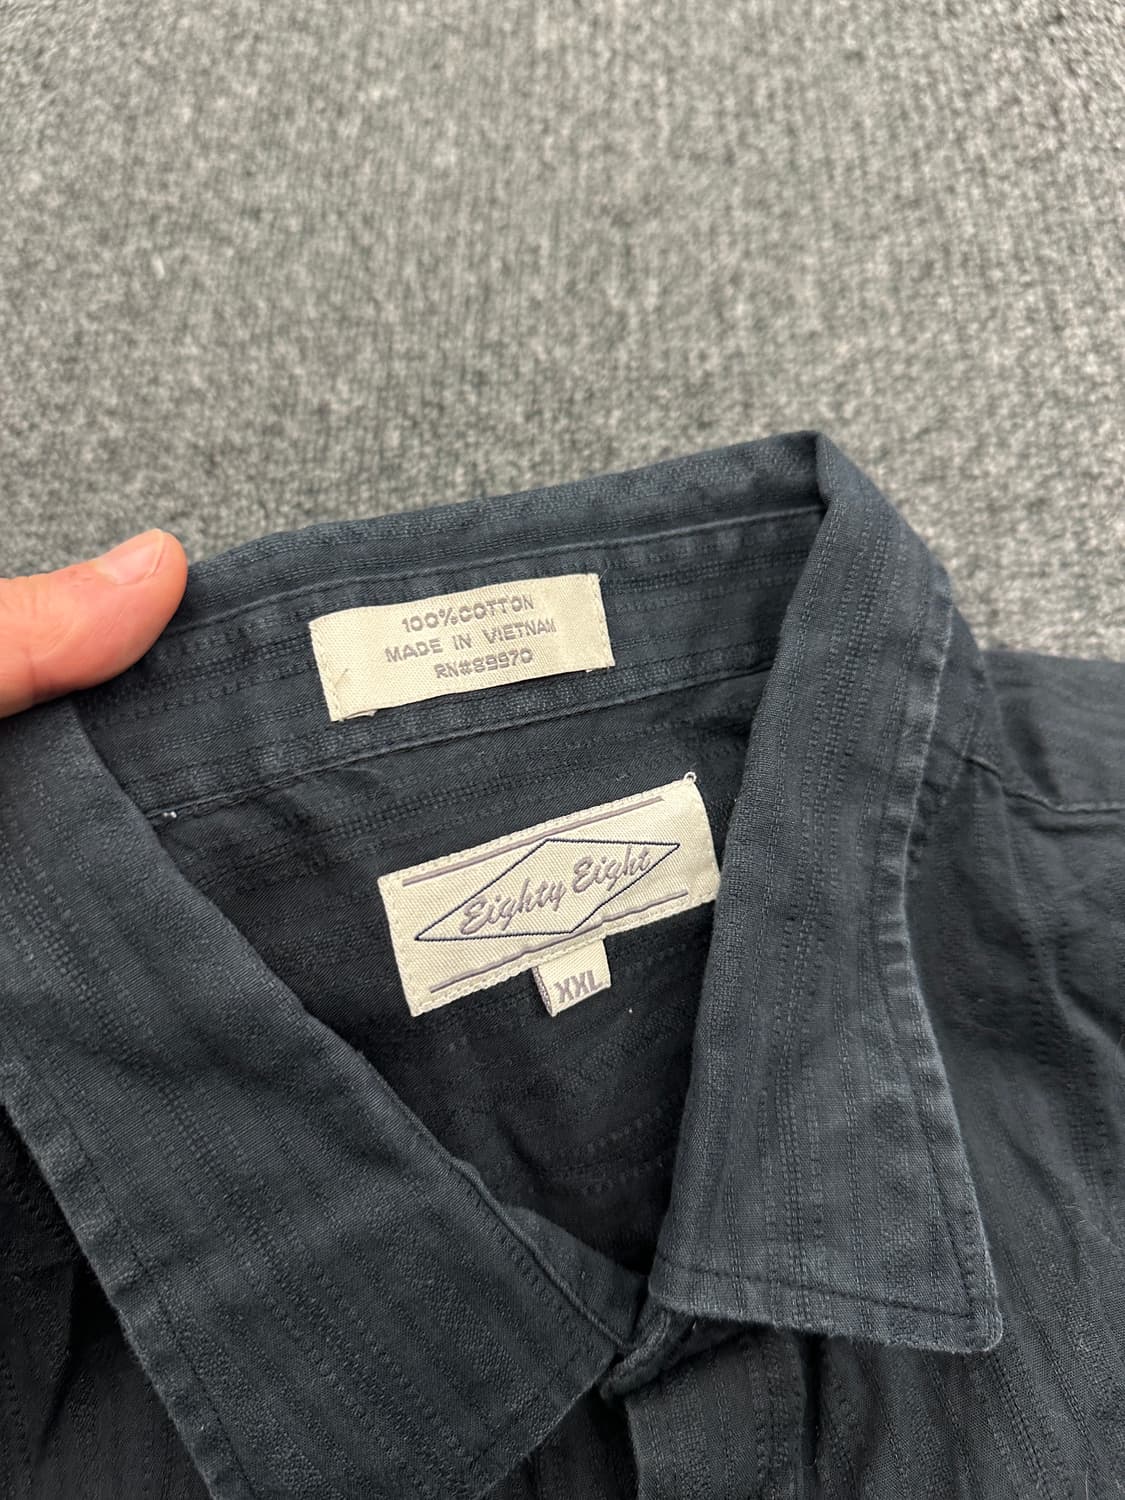 100%COTTON
MADE IN VIETNAM
RN#89970
Eighty Eight
XXL